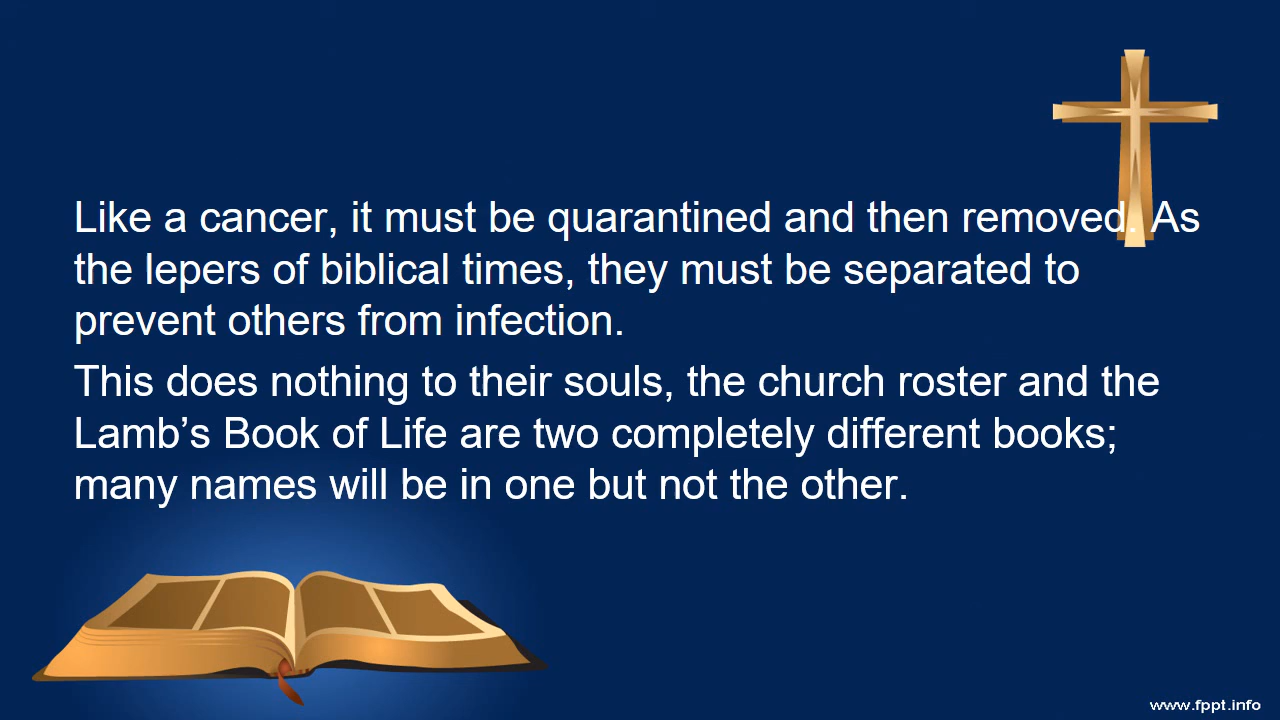 Like a cancer, it must be quarantined and then removed. As
the lepers of biblical times, they must be separated to
prevent others from infection.
This does nothing to their souls, the church roster and the
Lamb’s Book of Life are two completely different books;
many names will be in one but not the other.
www.fppt.info